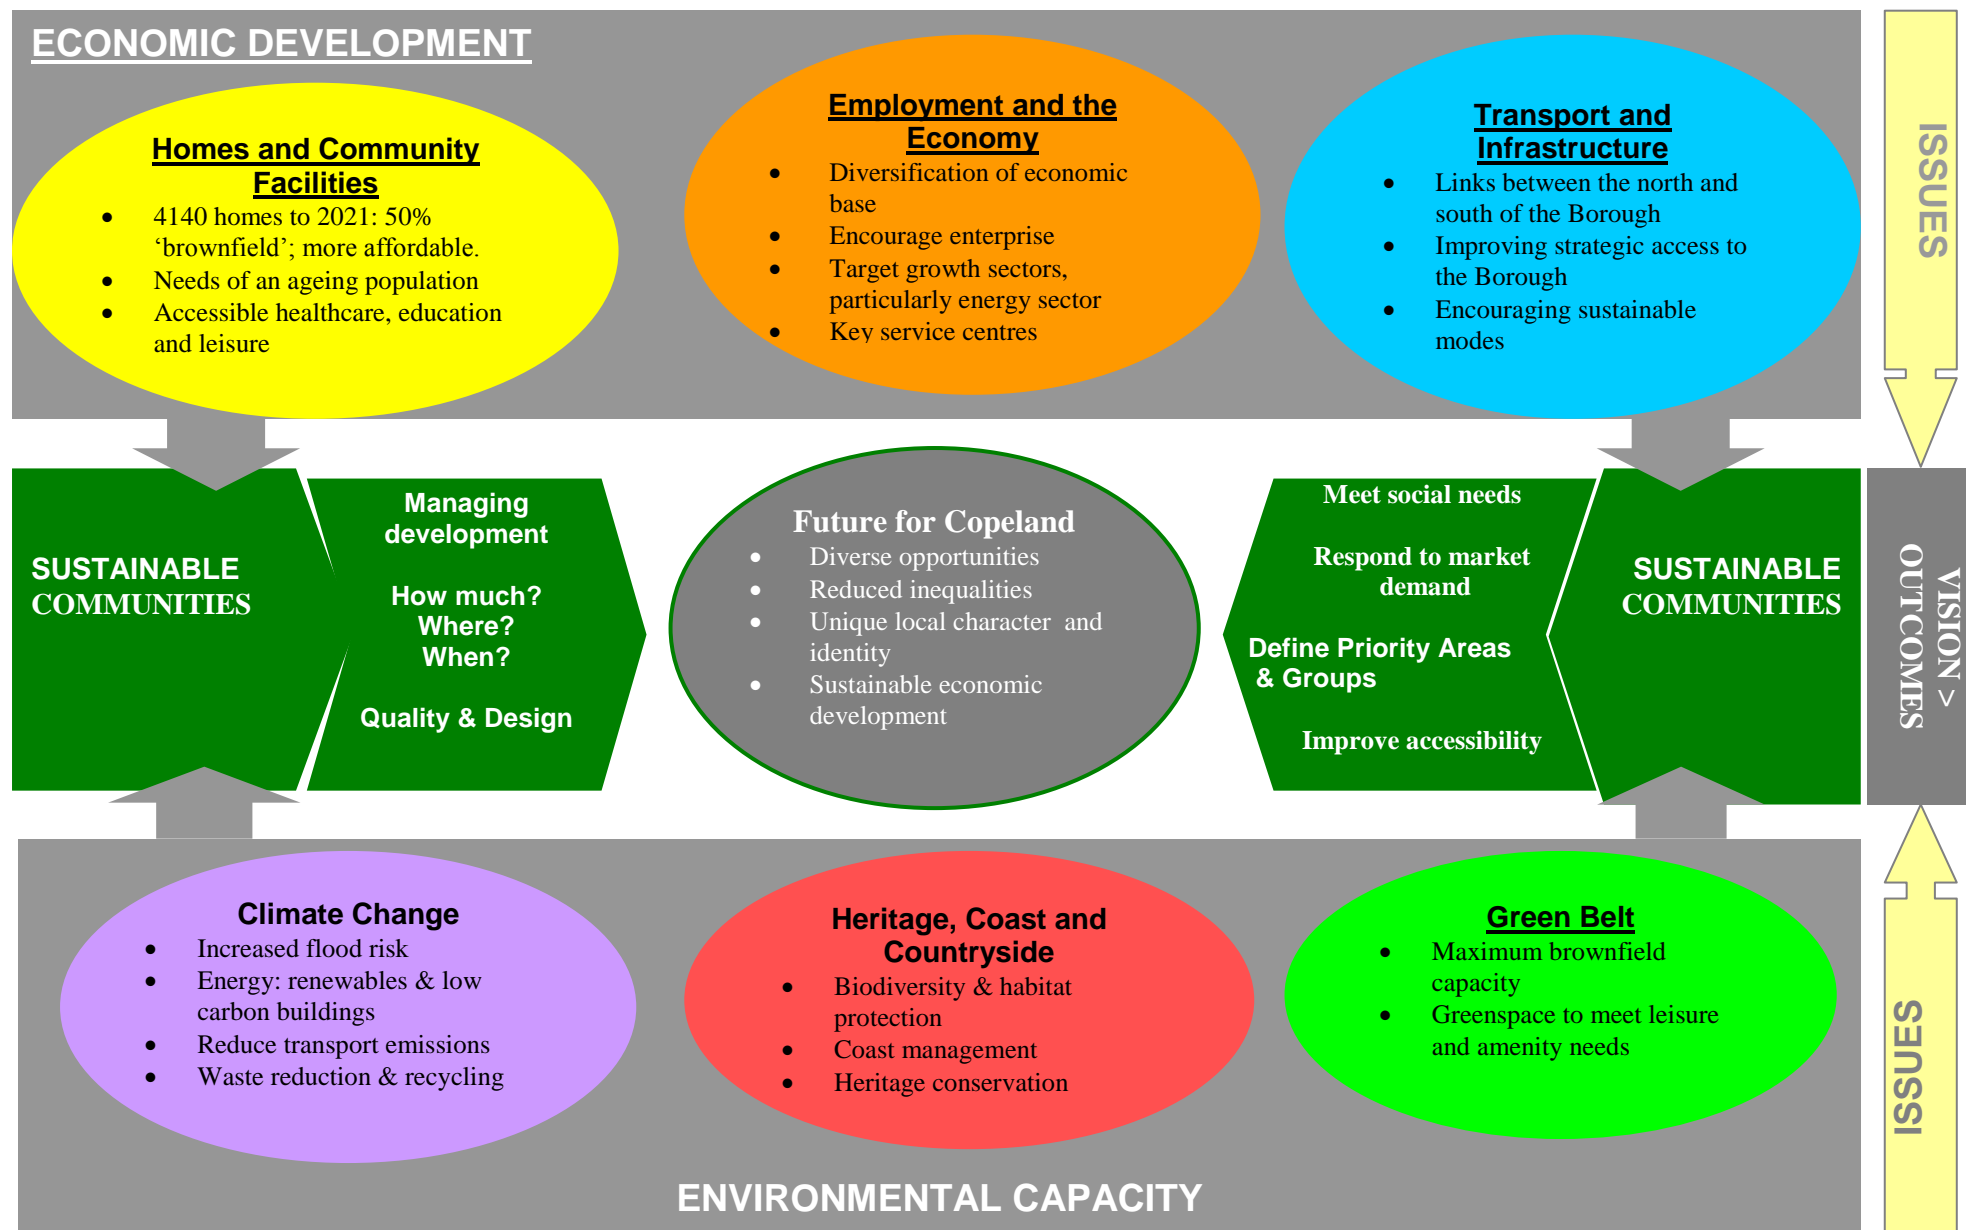 ECONOMIC DEVELOPMENT
Homes and Community
Facilities
• 4140 homes to 2021: 50%
‘brownfield’; more affordable.
• Needs of an ageing population
• Accessible healthcare, education
and leisure
Employment and the
Economy
• Diversification of economic
base
• Encourage enterprise
• Target growth sectors,
particularly energy sector
• Key service centres
Transport and
Infrastructure
• Links between the north and
south of the Borough
• Improving strategic access to
the Borough
• Encouraging sustainable
modes
ISSUES
SUSTAINABLE
COMMUNITIES
Managing
development
How much?
Where?
When?
Quality & Design
Future for Copeland
• Diverse opportunities
• Reduced inequalities
• Unique local character and
identity
• Sustainable economic
development
Meet social needs
Respond to market
demand
Define Priority Areas
& Groups
Improve accessibility
SUSTAINABLE
COMMUNITIES
VISION >
OUTCOMES
Climate Change
• Increased flood risk
• Energy: renewables & low
carbon buildings
• Reduce transport emissions
• Waste reduction & recycling
Heritage, Coast and
Countryside
• Biodiversity & habitat
protection
• Coast management
• Heritage conservation
Green Belt
• Maximum brownfield
capacity
• Greenspace to meet leisure
and amenity needs
ISSUES
ENVIRONMENTAL CAPACITY